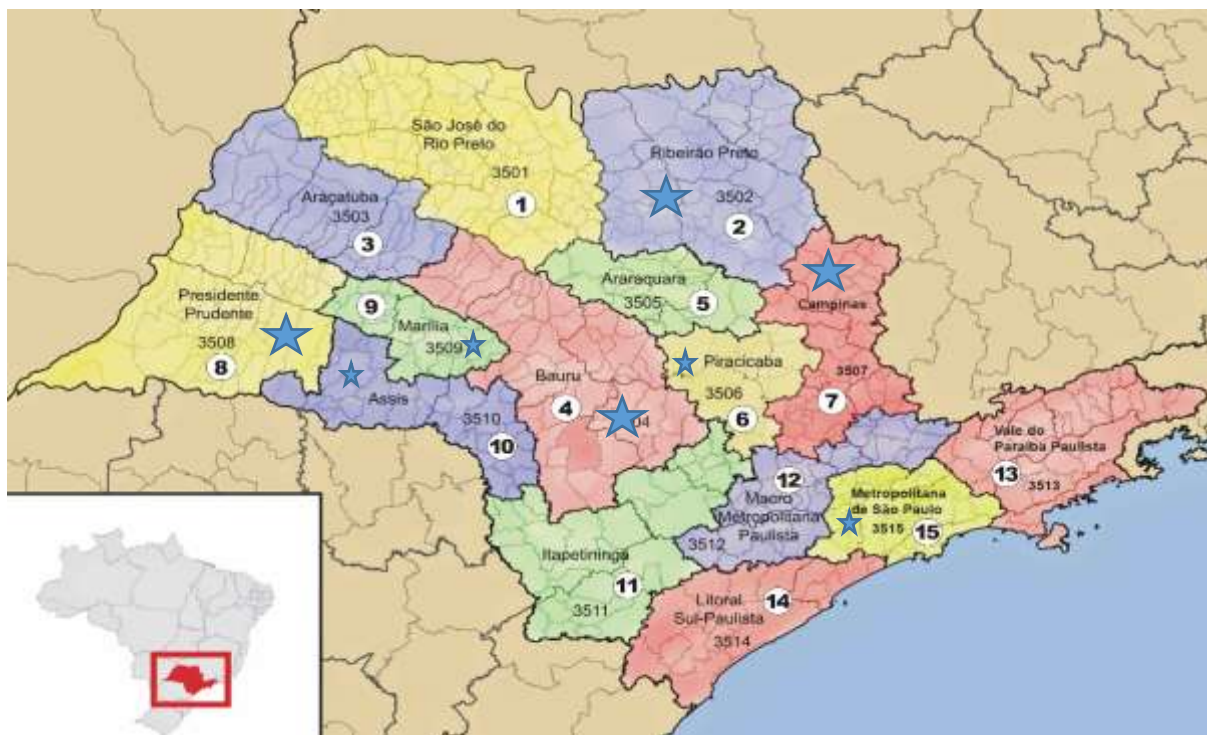 São José do
Rio Preto
3501
1
Ribeirão Preto
3502
2
Araçatuba
3503
3
Araraquara
3505
5
Campinas
3507
7
Presidente
Prudente
3508
8
9
Marília
3509
Bauru
4
04
Piracicaba
3506
6
Assis
3510
10
Vale do
Paraíba Paulista
13
3513
12
Macro
Metropolitana
Paulista
3512
Metropolitana
de São Paulo
3515
15
Itapetininga
11
3511
Litoral
Sul-Paulista
14
3514